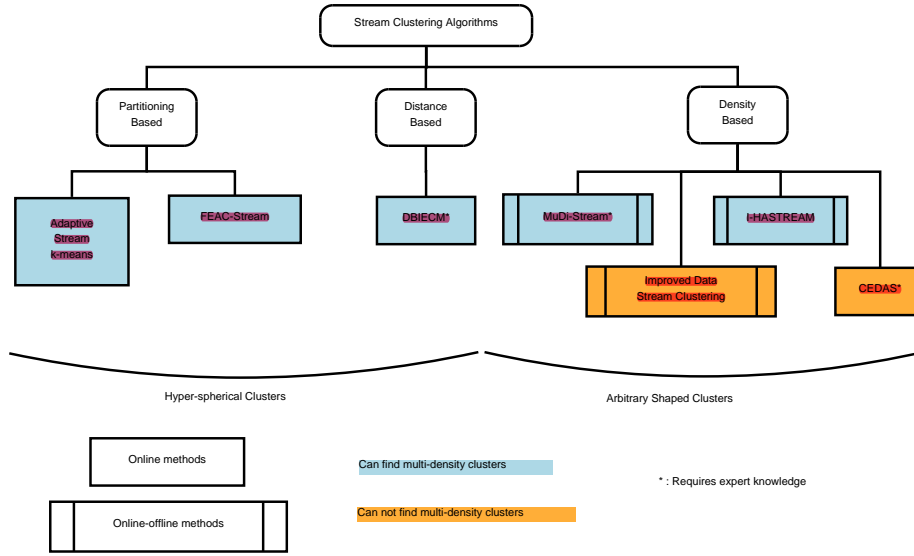 Stream Clustering Algorithms
Partitioning
Based
Distance
Based
Density
Based
Adaptive
Stream
k-means
FEAC-Stream
DBIECM*
MuDi-Stream*
I-HASTREAM
Improved Data
Stream Clustering
CEDAS*
Hyper-spherical Clusters
Arbitrary Shaped Clusters
Online methods
Can find multi-density clusters
* : Requires expert knowledge
Online-offline methods
Can not find multi-density clusters